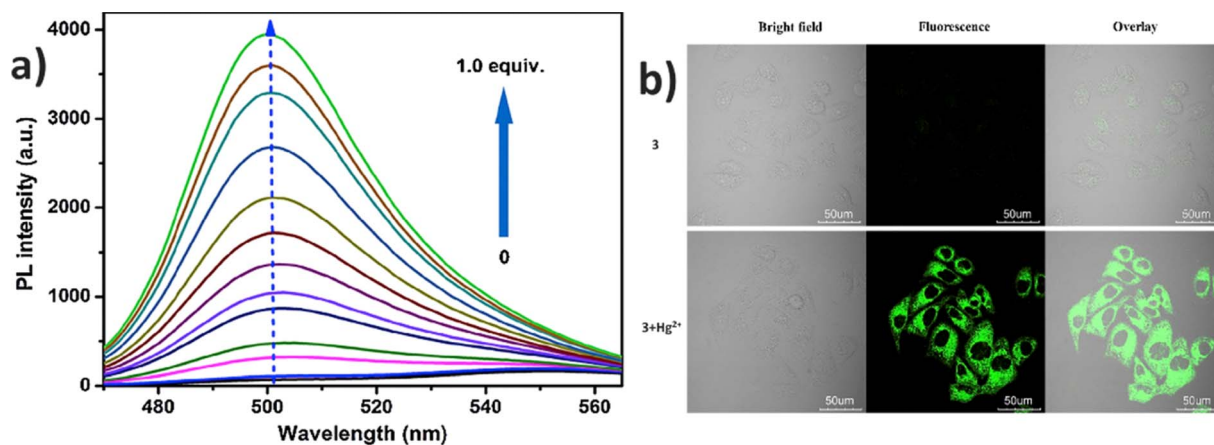 a)
PL intensity (a.u.)
4000
3000
2000
1000
0
480
500
520
540
560
Wavelength (nm)
1.0 equiv.
0
b)
Bright field Fluorescence Overlay
3
50um 50um 50um
3+Hg²⁺
50um 50um 50um